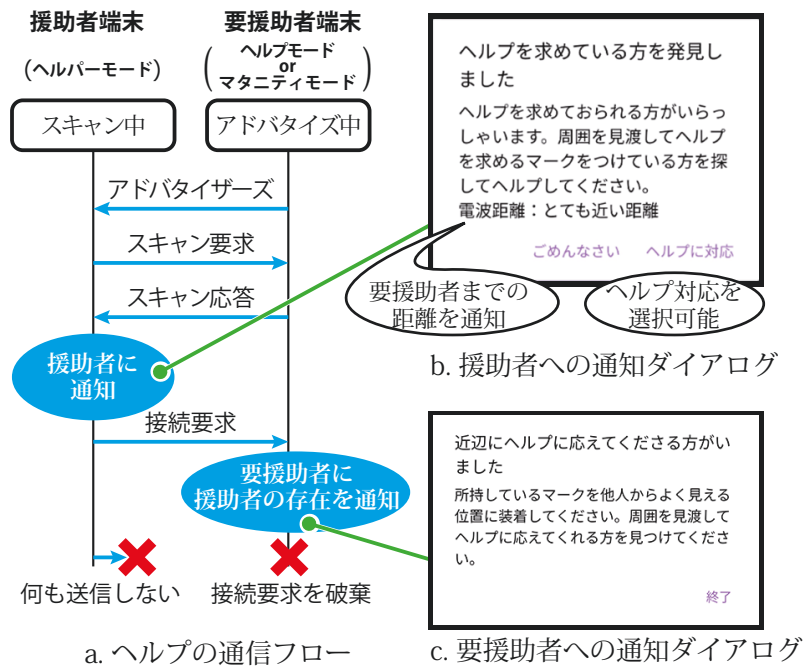 援助者端末
(ヘルパーモード)
要援助者端末
(ヘルプモード
or
マタニティモード)
スキャン中
アドバタイズ中
アドバタイザーズ
スキャン要求
スキャン応答
援助者に
通知
接続要求
要援助者に
援助者の存在を通知
何も送信しない
接続要求を破棄
a. ヘルプの通信フロー
ヘルプを求めている方を発見し
ました
ヘルプを求めておられる方がいらっ
しゃいます。周囲を見渡してヘルプ
を求めるマークをつけている方を探
してヘルプしてください。
電波距離：とても近い距離
ごめんなさい ヘルプに対応
要援助者までの
距離を通知
ヘルプ対応を
選択可能
b. 援助者への通知ダイアログ
近辺にヘルプに応えてくださる方がい
ました
所持しているマークを他人からよく見える
位置に装着してください。周囲を見渡して
ヘルプに応えてくれる方を見つけてくださ
い。
終了
c. 要援助者への通知ダイアログ